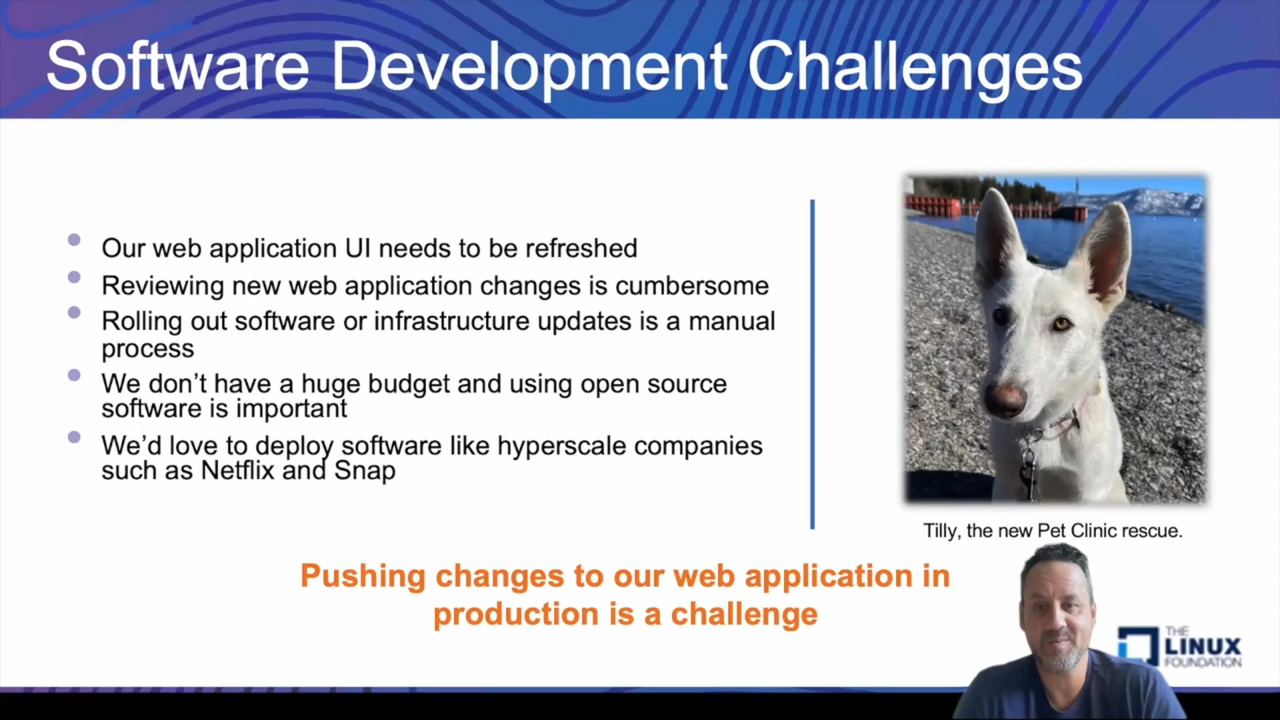 Software Development Challenges
Our web application UI needs to be refreshed
Reviewing new web application changes is cumbersome
Rolling out software or infrastructure updates is a manual
process
We don’t have a huge budget and using open source
software is important
We’d love to deploy software like hyperscale companies
such as Netflix and Snap
Tilly, the new Pet Clinic rescue.
Pushing changes to our web application in
production is a challenge
THE
LINUX
FOUNDATION